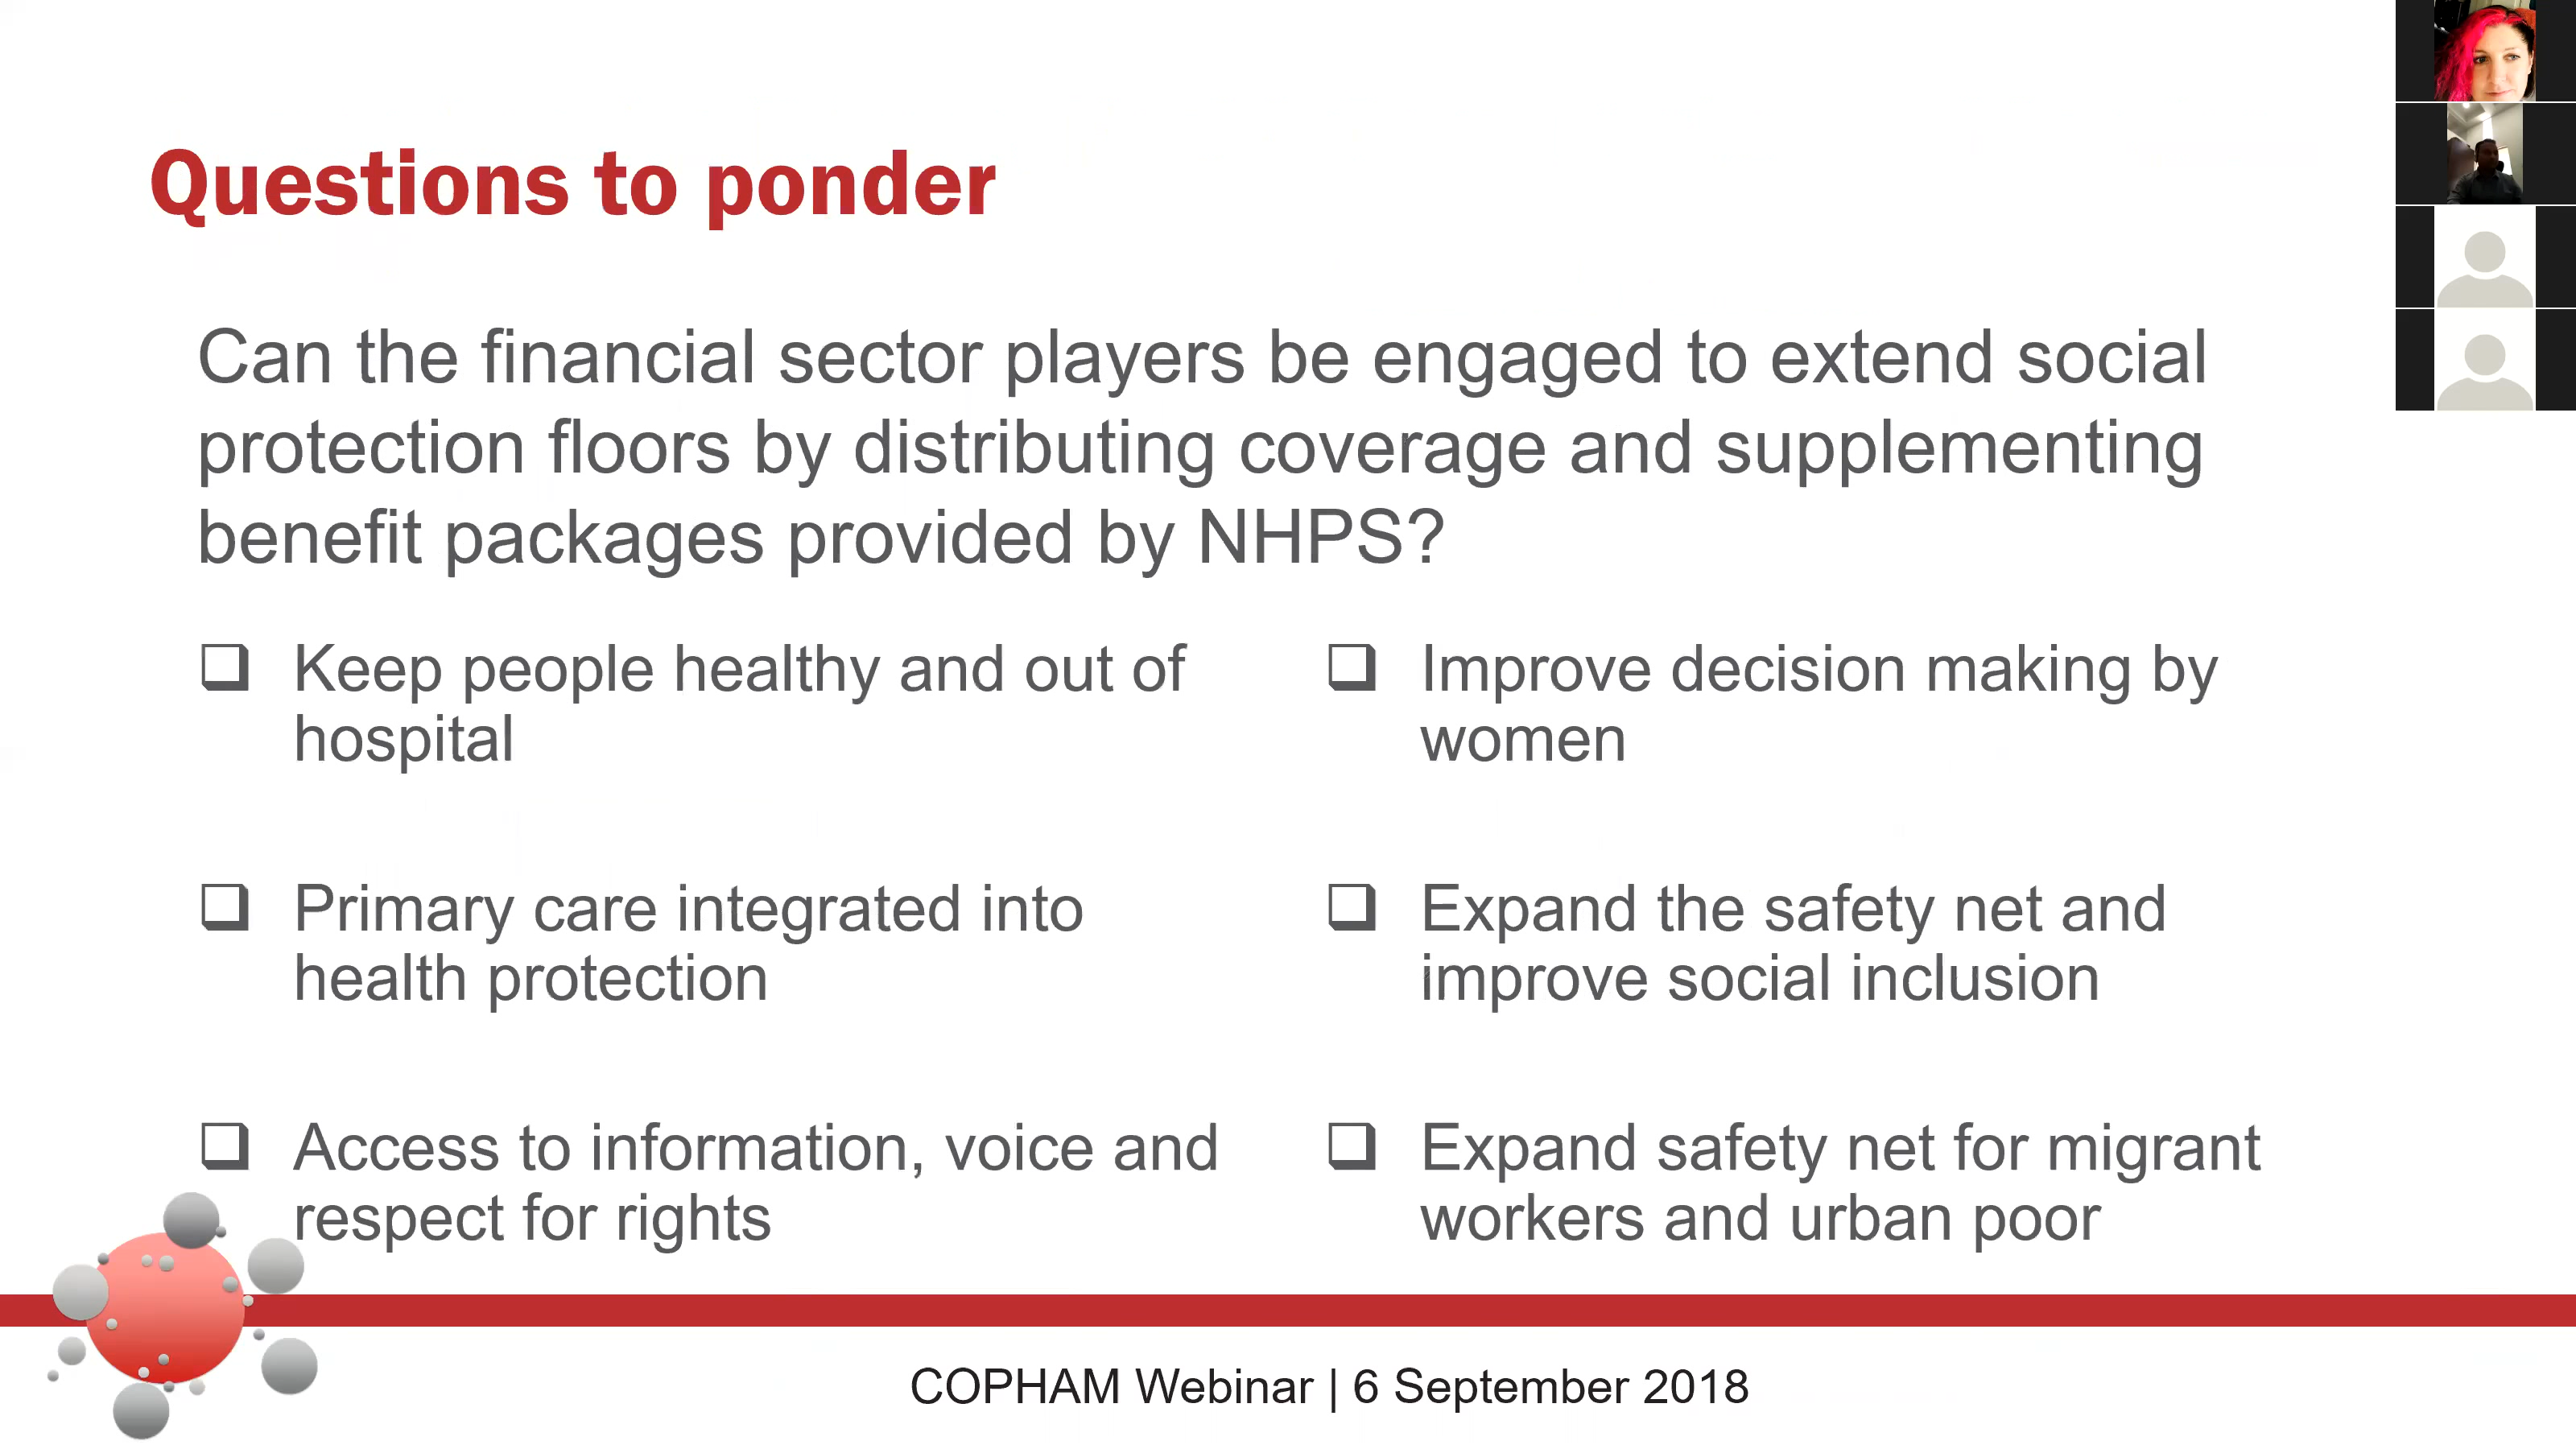 Questions to ponder
Can the financial sector players be engaged to extend social
protection floors by distributing coverage and supplementing
benefit packages provided by NHPS?
Keep people healthy and out of
hospital
Primary care integrated into
health protection
Access to information, voice and
respect for rights
Improve decision making by
women
Expand the safety net and
improve social inclusion
Expand safety net for migrant
workers and urban poor
COPHAM Webinar | 6 September 2018